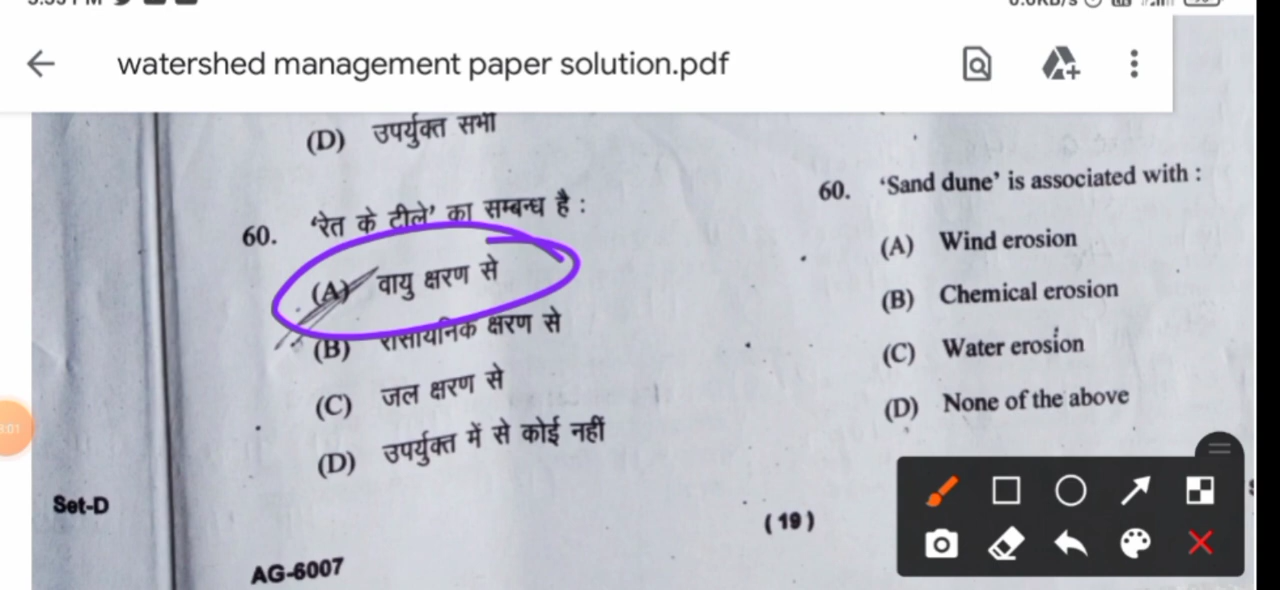 watershed management paper solution.pdf
(D) उपर्युक्त सभी
60. 'रेत के टीले' का सम्बन्ध है :
(A) वायु क्षरण से
(B) रासायनिक क्षरण से
(C) जल क्षरण से
(D) उपर्युक्त में से कोई नहीं
Set-D
AG-6007
60. 'Sand dune' is associated with :
(A) Wind erosion
(B) Chemical erosion
(C) Water erosion
(D) None of the above
(19)